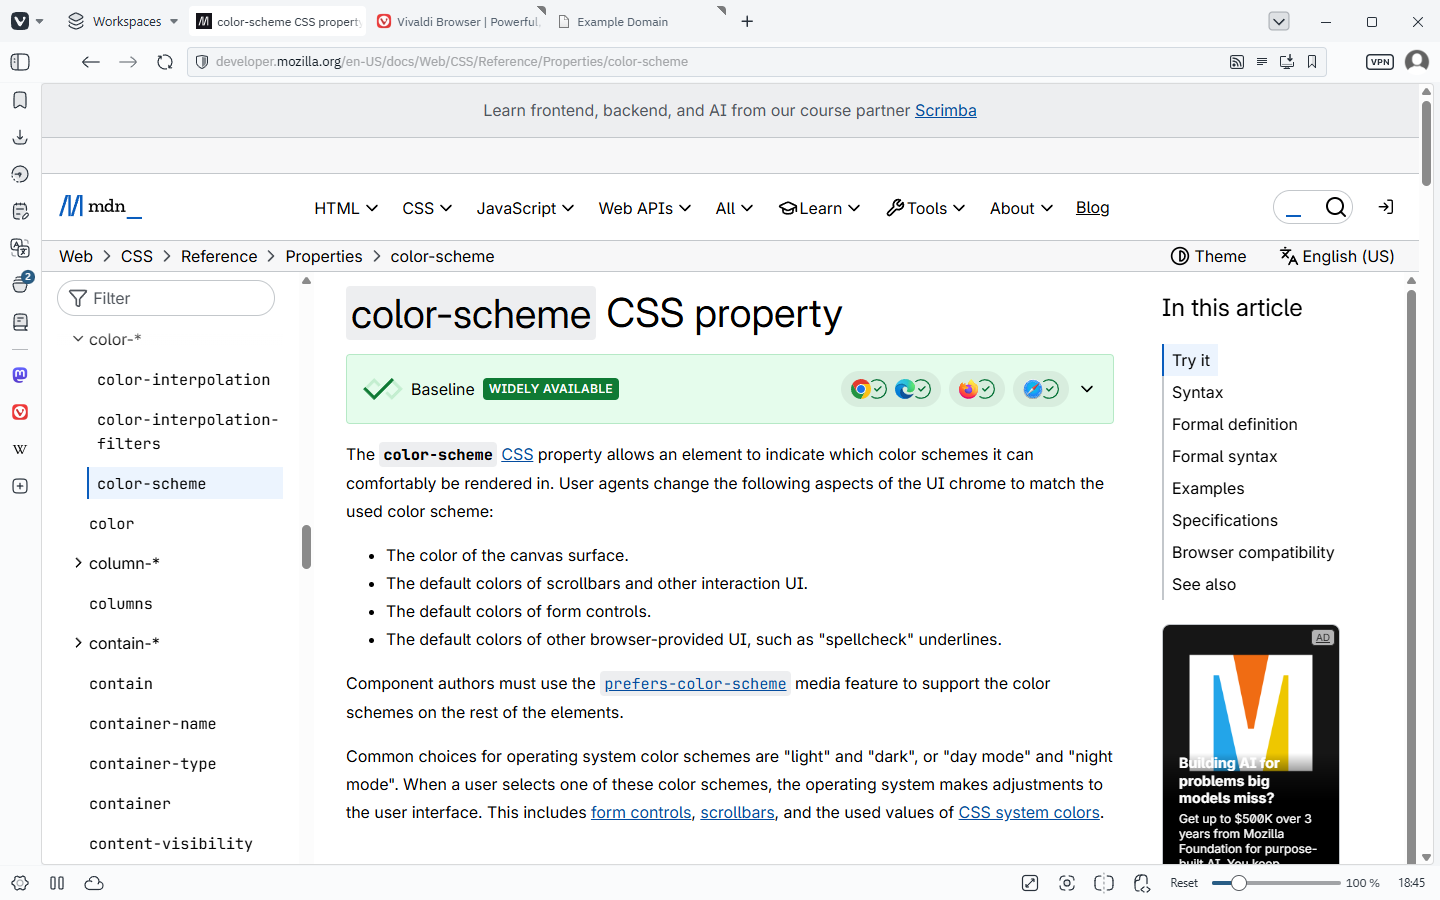 Workspaces
color-scheme CSS property
Vivaldi Browser | Powerful,
Example Domain
developer.mozilla.org/en-US/docs/Web/CSS/Reference/Properties/color-scheme
VPN
Learn frontend, backend, and AI from our course partner Scrimba
mdn_
HTML
CSS
JavaScript
Web APIs
All
Learn
Tools
About
Blog
Web > CSS > Reference > Properties > color-scheme
Theme
English (US)
2
Filter
color-*
color-interpolation
color-interpolation-
filters
color-scheme
color
column-*
columns
contain-*
contain
container-name
container-type
container
content-visibility
color-scheme CSS property
Baseline WIDELY AVAILABLE
The color-scheme CSS property allows an element to indicate which color schemes it can
comfortably be rendered in. User agents change the following aspects of the UI chrome to match the
used color scheme:
• The color of the canvas surface.
• The default colors of scrollbars and other interaction UI.
• The default colors of form controls.
• The default colors of other browser-provided UI, such as "spellcheck" underlines.
Component authors must use the prefers-color-scheme media feature to support the color
schemes on the rest of the elements.
Common choices for operating system color schemes are "light" and "dark", or "day mode" and "night
mode". When a user selects one of these color schemes, the operating system makes adjustments to
the user interface. This includes form controls, scrollbars, and the used values of CSS system colors.
In this article
Try it
Syntax
Formal definition
Formal syntax
Examples
Specifications
Browser compatibility
See also
AD
Building AI for
problems big
models miss?
Get up to $500K over 3
years from Mozilla
Foundation for purpose-
built AI. You keep
W
Reset
100 %
18:45